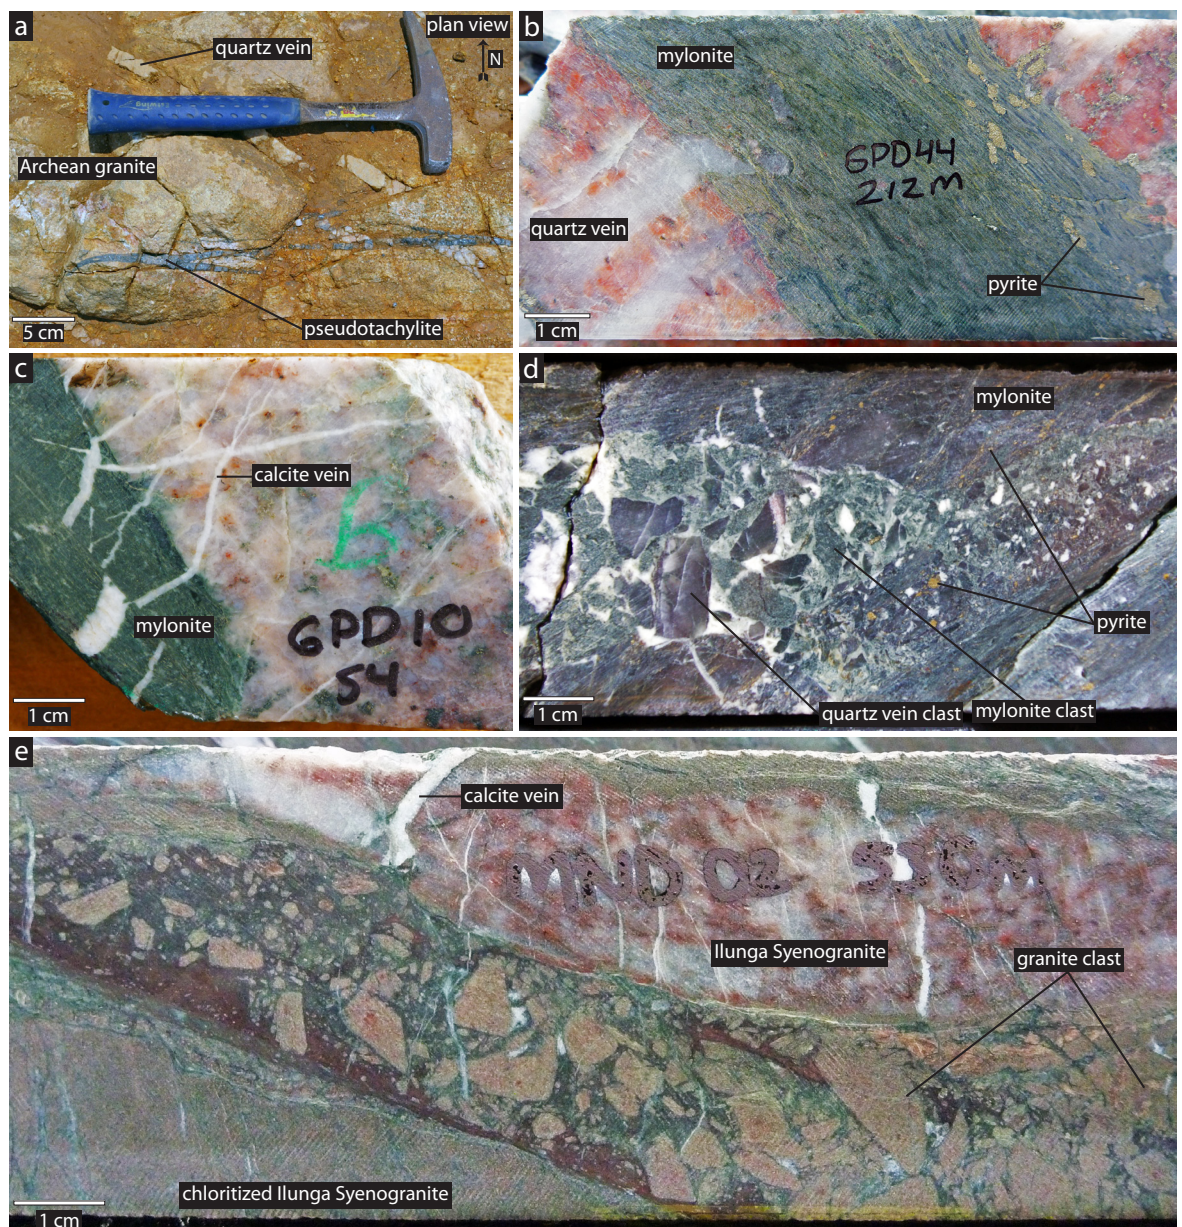 a
plan view
quartz vein
N
Estwing
Archean granite
pseudotachylite
5 cm
b
mylonite
GPD44
212M
quartz vein
pyrite
1 cm
c
calcite vein
b
mylonite
GPD10
54
1 cm
d
mylonite
pyrite
quartz vein clast
mylonite clast
1 cm
e
calcite vein
MND 02 550m
Ilunga Syenogranite
granite clast
chloritized Ilunga Syenogranite
1 cm